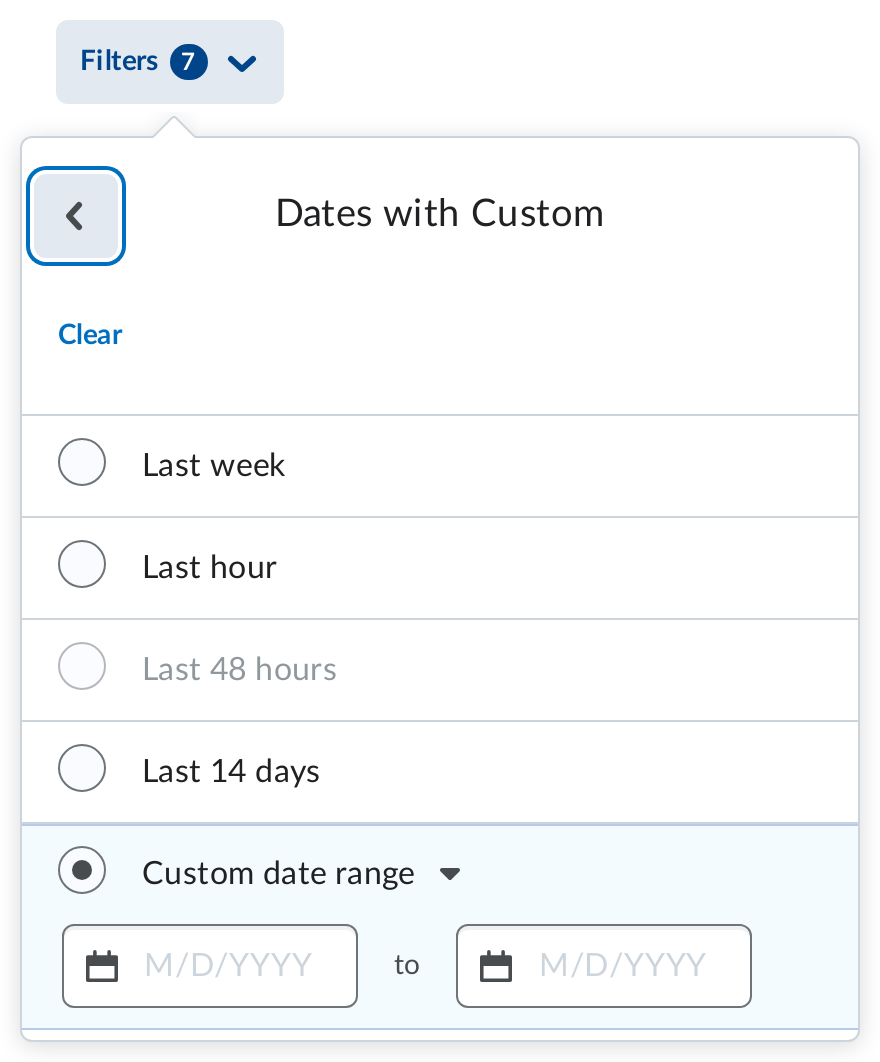 Filters 7
Dates with Custom
Clear
Last week
Last hour
Last 48 hours
Last 14 days
Custom date range
M/D/YYYY to M/D/YYYY